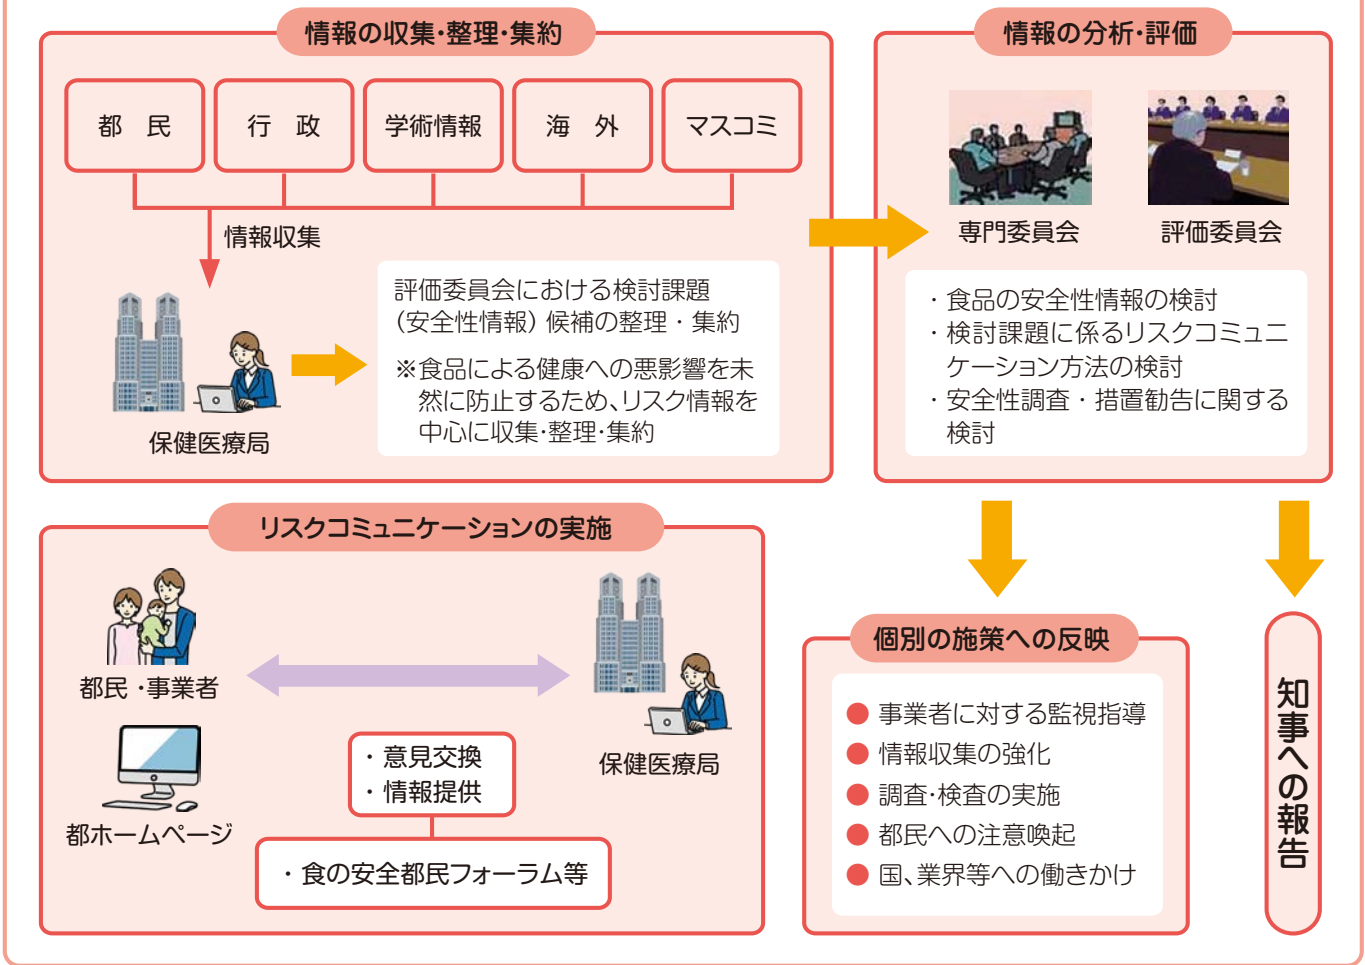 情報の収集・整理・集約
都　民
行　政
学術情報
海　外
マスコミ
情報収集
保健医療局
評価委員会における検討課題
（安全性情報）候補の整理・集約
※食品による健康への悪影響を未
然に防止するため、リスク情報を
中心に収集・整理・集約
情報の分析・評価
専門委員会
評価委員会
・食品の安全性情報の検討
・検討課題に係るリスクコミュニ
ケーション方法の検討
・安全性調査・措置勧告に関する
検討
リスクコミュニケーションの実施
都民・事業者
都ホームページ
・意見交換
・情報提供
・食の安全都民フォーラム等
保健医療局
個別の施策への反映
● 事業者に対する監視指導
● 情報収集の強化
● 調査・検査の実施
● 都民への注意喚起
● 国、業界等への働きかけ
知事への報告